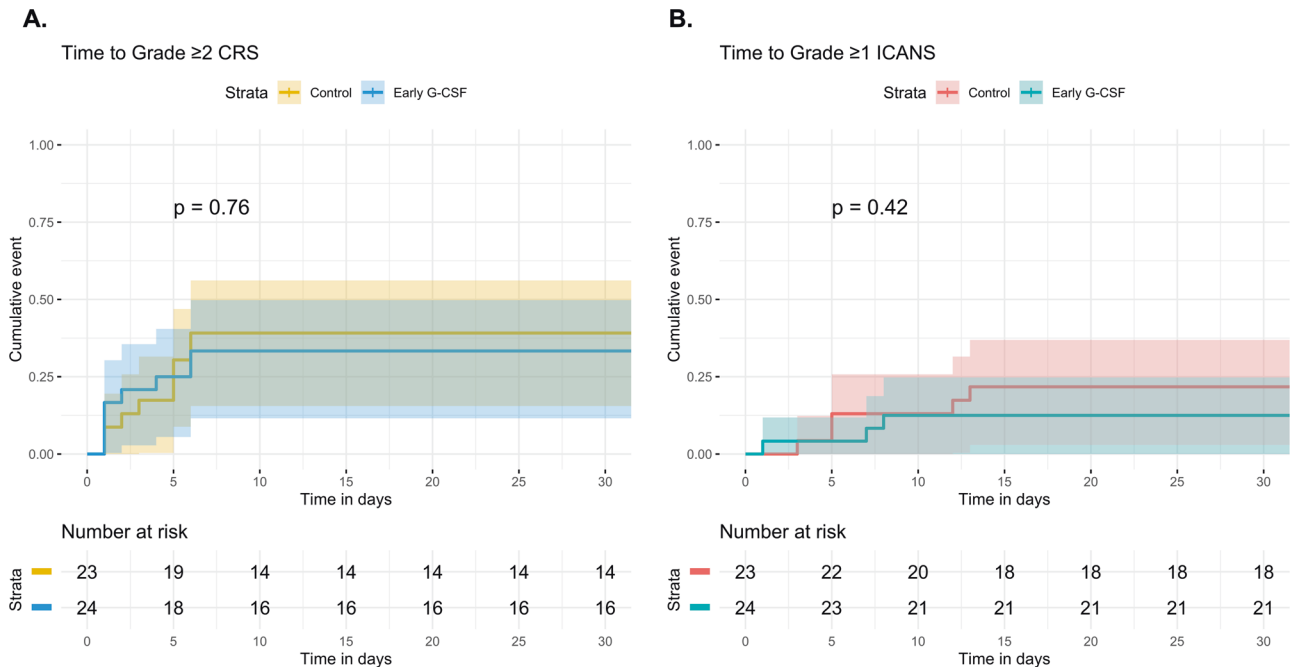 A.
Time to Grade ≥2 CRS
Strata Control Early G-CSF
1.00
0.75
0.50
0.25
0.00
Cumulative event
p = 0.76
0 5 10 15 20 25 30
Time in days
Number at risk
Strata
23 19 14 14 14 14 14
24 18 16 16 16 16 16
0 5 10 15 20 25 30
Time in days
B.
Time to Grade ≥1 ICANS
Strata Control Early G-CSF
1.00
0.75
0.50
0.25
0.00
Cumulative event
p = 0.42
0 5 10 15 20 25 30
Time in days
Number at risk
Strata
23 22 20 18 18 18 18
24 23 21 21 21 21 21
0 5 10 15 20 25 30
Time in days